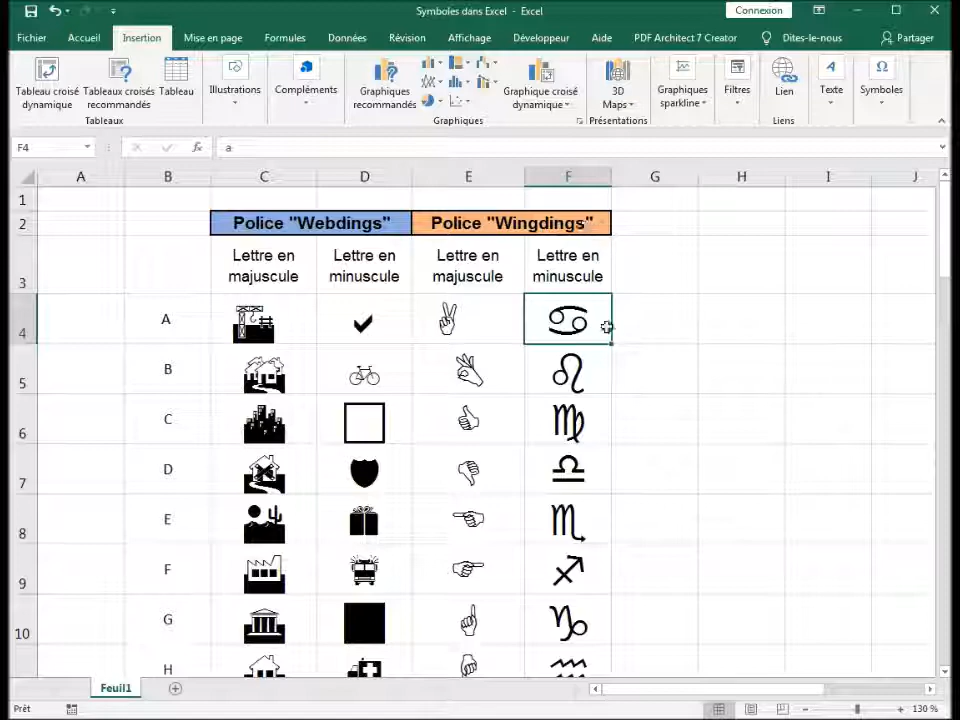 Symboles dans Excel - Excel
Connexion
Fichier Accueil Insertion Mise en page Formules Données Révision Affichage Développeur Aide PDF Architect 7 Creator Dites-le-nous Partager
Tableau croisé dynamique
Tableaux croisés recommandés
Tableau
Illustrations
Compléments
Graphiques recommandés
Graphique croisé dynamique
3D Maps
Graphiques sparkline
Filtres
Lien
Texte
Symboles
Tableaux Graphiques Présentations Liens
F4 fx a
A B C D E F G H I J
1
2 Police "Webdings" Police "Wingdings"
3 Lettre en majuscule Lettre en minuscule Lettre en majuscule Lettre en minuscule
4 A
5 B
6 C
7 D
8 E
9 F
10 G
H
Feuil1
Prêt 130 %